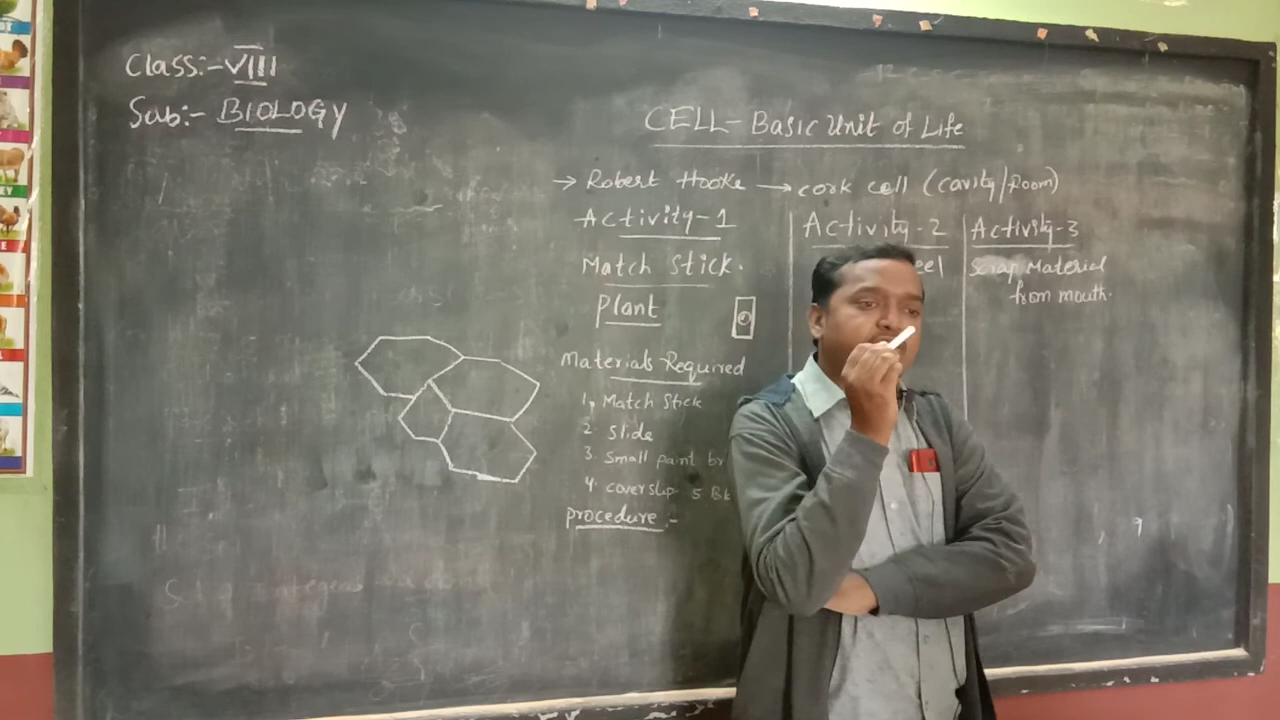 Class:- VIII
Sub:- BIOLOGY
CELL - Basic Unit of Life
→ Robert Hooke → cork cell (cavity/Room)
Activity-1
Match Stick.
Plant
Materials Required
1, Match Stick
2. Slide
3. Small paint br
4. coverslip 5 Bk
Procedure:-
Activity-2
eel
Activity-3
Scrap Material
from mouth.